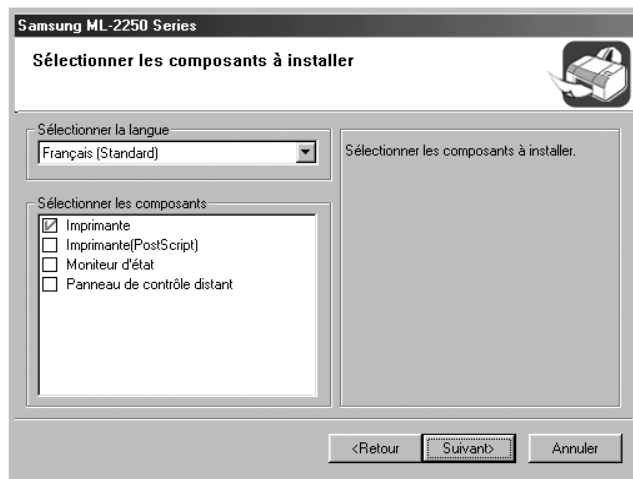 Samsung ML-2250 Series
Sélectionner les composants à installer
Sélectionner la langue
Français (Standard)
Sélectionner les composants à installer.
Sélectionner les composants
Imprimante
Imprimante(PostScript)
Moniteur d'état
Panneau de contrôle distant
<Retour
Suivant>
Annuler